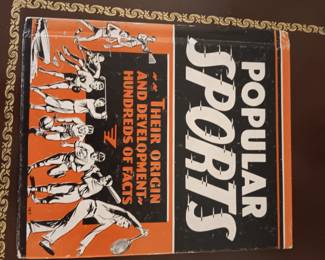 POPULAR
SPORTS
THEIR ORIGIN
AND DEVELOPMENT
HUNDREDS OF FACTS